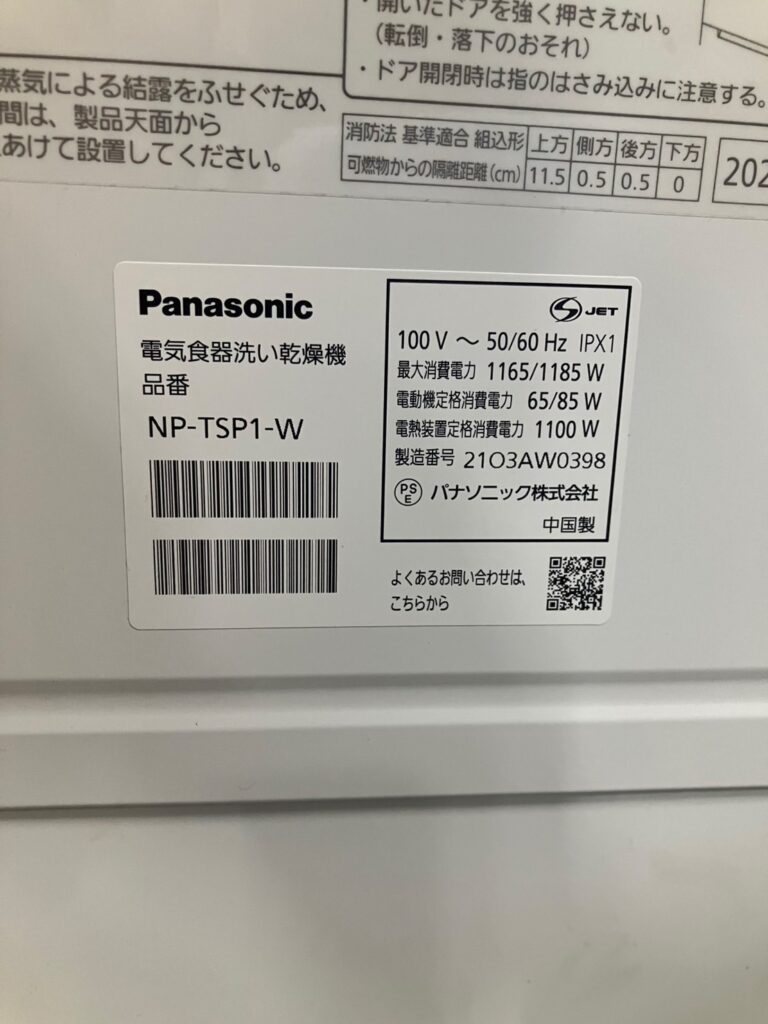 ・開いたドアを強く押さえない。
(転倒・落下のおそれ)
・ドア開閉時は指のはさみ込みに注意する。
蒸気による結露をふせぐため、
間は、製品天面から
あけて設置してください。
消防法 基準適合 組込形 上方 側方 後方 下方
可燃物からの隔離距離(cm) 11.5 0.5 0.5 0
202
Panasonic
電気食器洗い乾燥機
品番
NP-TSP1-W
S JET
100 V ～ 50/60 Hz IPX1
最大消費電力 1165/1185 W
電動機定格消費電力 65/85 W
電熱装置定格消費電力 1100 W
製造番号 21O3AW0398
PS E パナソニック株式会社
中国製
よくあるお問い合わせは、
こちらから